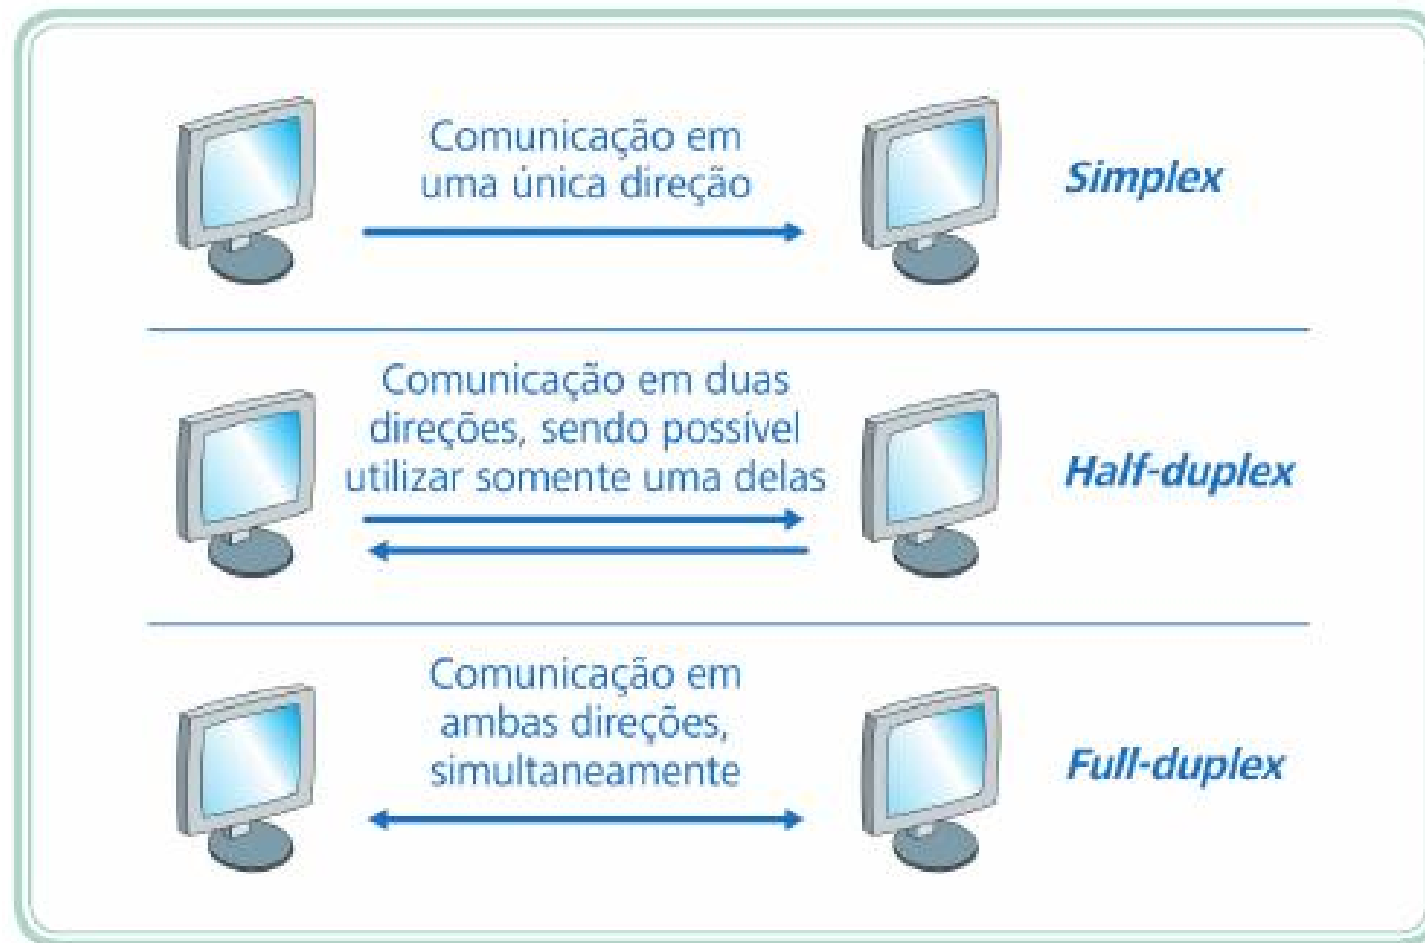 Comunicação em
uma única direção
Simplex
Comunicação em duas
direções, sendo possível
utilizar somente uma delas
Half-duplex
Comunicação em
ambas direções,
simultaneamente
Full-duplex